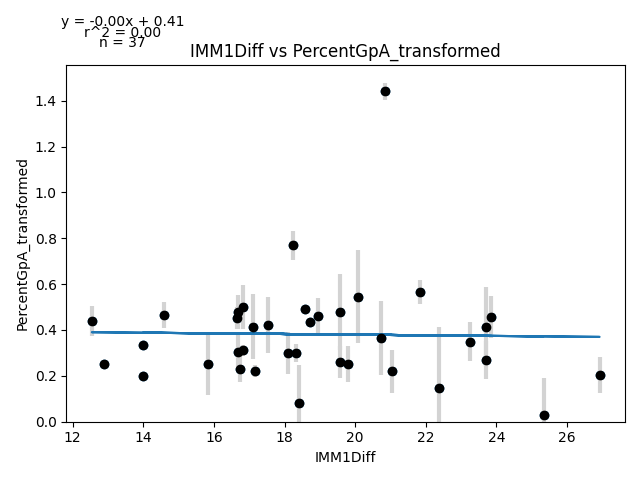 y = -0.00x + 0.41
r^2 = 0.00
n = 37
IMM1Diff vs PercentGpA_transformed
PercentGpA_transformed
1.4
1.2
1.0
0.8
0.6
0.4
0.2
0.0
12 14 16 18 20 22 24 26
IMM1Diff